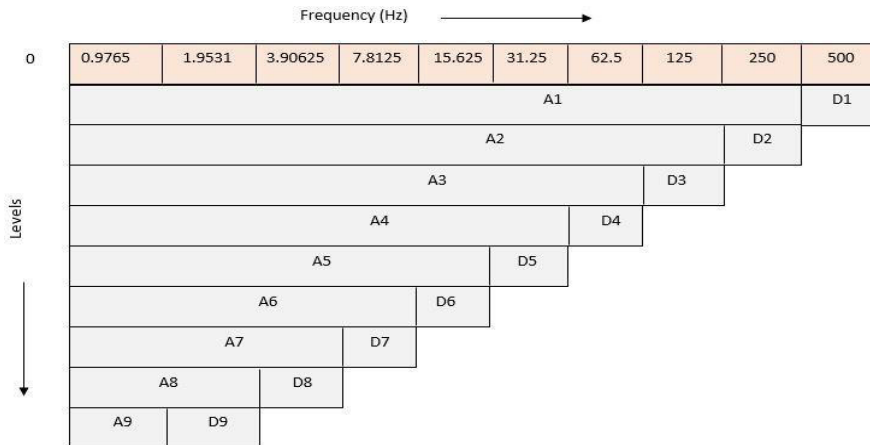 Frequency (Hz)
0 0.9765 1.9531 3.90625 7.8125 15.625 31.25 62.5 125 250 500
A1 D1
A2 D2
A3 D3
A4 D4
A5 D5
A6 D6
A7 D7
A8 D8
A9 D9
Levels